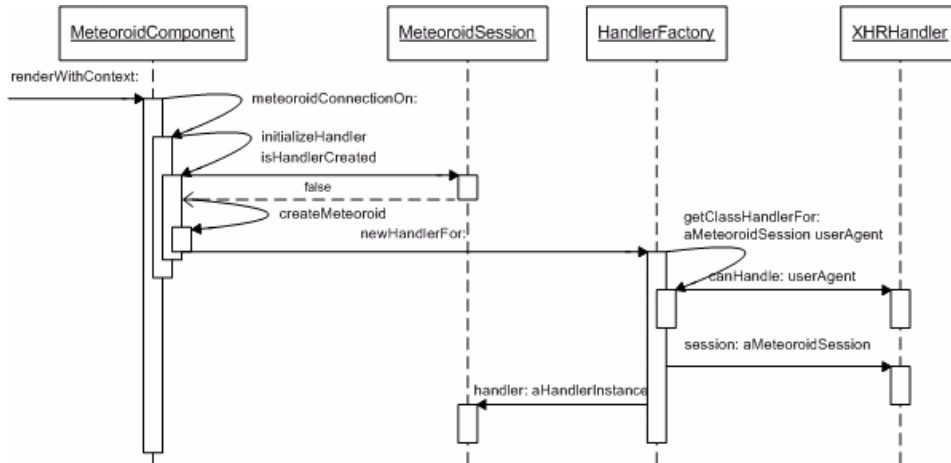 MeteoroidComponent
MeteoroidSession
HandlerFactory
XHRHandler
renderWithContext:
meteoroidConnectionOn:
initializeHandler
isHandlerCreated
false
createMeteoroid
newHandlerFor:
getClassHandlerFor:
aMeteoroidSession userAgent
canHandle: userAgent
session: aMeteoroidSession
handler: aHandlerInstance